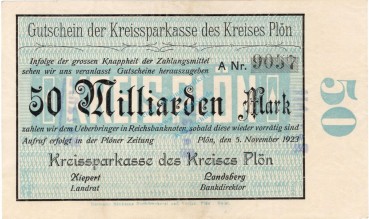 Gutschein der Kreissparkasse des Kreises Plön
Infolge der grossen Knappheit der Zahlungsmittel
sehen wir uns veranlasst Gutscheine herauszugeben
A Nr. 9057
50 Milliarden Mark
50
zahlen wir dem Ueberbringer in Reichsbanknoten, sobald diese wieder vorrätig sind
Aufruf erfolgt in der Plöner Zeitung
Plön, den 5. November 1923
Kreissparkasse des Kreises Plön
Kiepert Landsberg
Landrat Bankdirektor